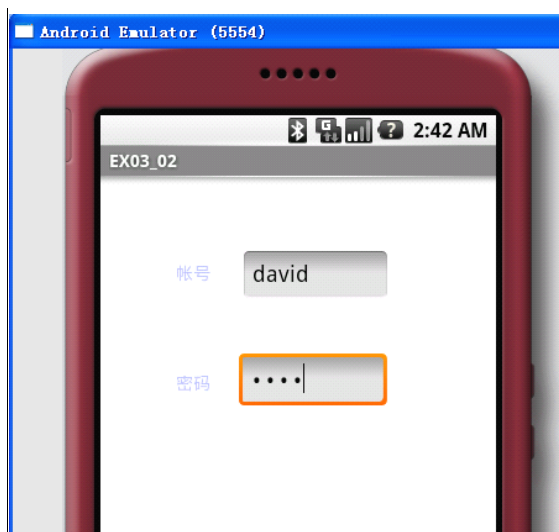 Android Emulator (5554)
G 2:42 AM
EX03_02
帐号 david
密码 ••••